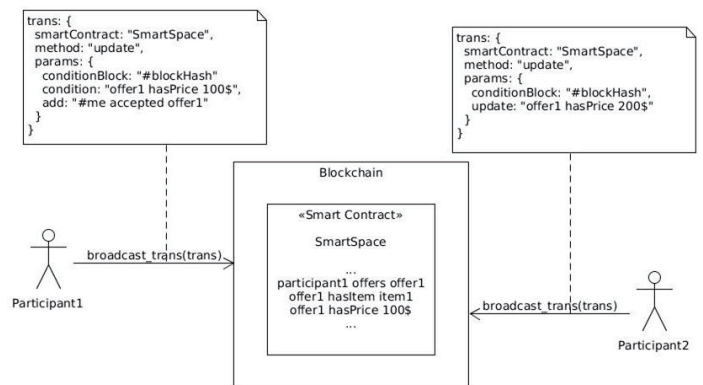 trans: {
smartContract: "SmartSpace",
method: "update",
params: {
conditionBlock: "#blockHash"
condition: "offer1 hasPrice 100$",
add: "#me accepted offer1"
}
}
trans: {
smartContract: "SmartSpace",
method: "update",
params: {
conditionBlock: "#blockHash",
update: "offer1 hasPrice 200$"
}
}
Blockchain
«Smart Contract»
SmartSpace
...
participant1 offers offer1
offer1 hasItem item1
offer1 hasPrice 100$
...
broadcast_trans(trans)
Participant1
broadcast_trans(trans)
Participant2